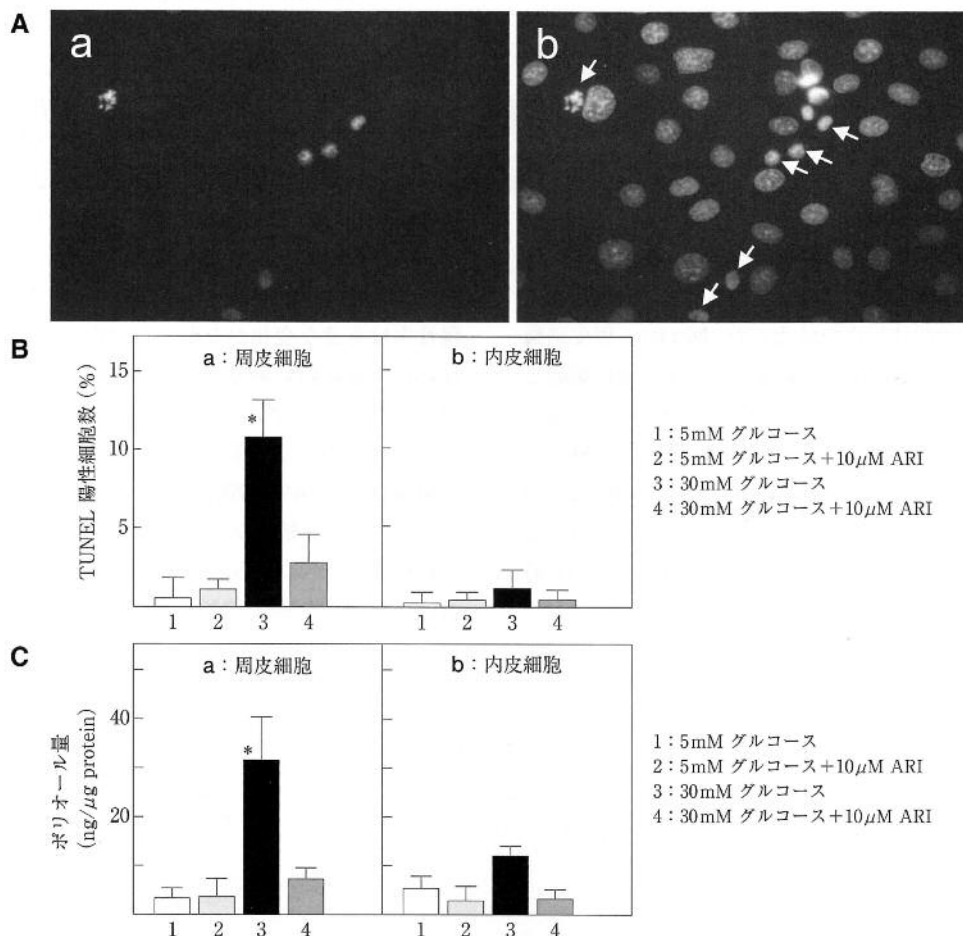 A
a
b
B
a：周皮細胞
b：内皮細胞
TUNEL 陽性細胞数 (%)
15
10
5
*
1 2 3 4
1 2 3 4
1：5mM グルコース
2：5mM グルコース＋10μM ARI
3：30mM グルコース
4：30mM グルコース＋10μM ARI
C
a：周皮細胞
b：内皮細胞
ポリオール量
(ng/μg protein)
40
20
*
1 2 3 4
1 2 3 4
1：5mM グルコース
2：5mM グルコース＋10μM ARI
3：30mM グルコース
4：30mM グルコース＋10μM ARI